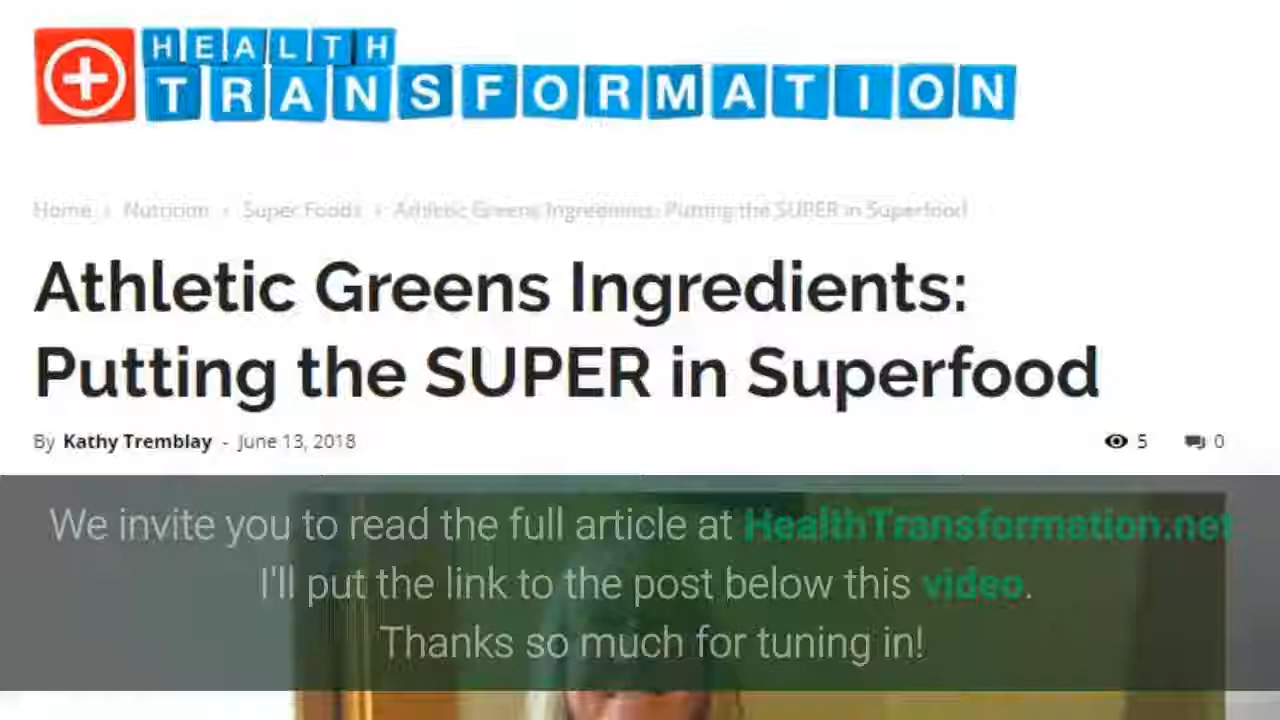 HEALTH
TRANSFORMATION
Home › Nutrition › Super Foods › Athletic Greens Ingredients: Putting the SUPER in Superfood
Athletic Greens Ingredients:
Putting the SUPER in Superfood
By Kathy Tremblay - June 13, 2018 5 0
We invite you to read the full article at HealthTransformation.net
I'll put the link to the post below this video.
Thanks so much for tuning in!